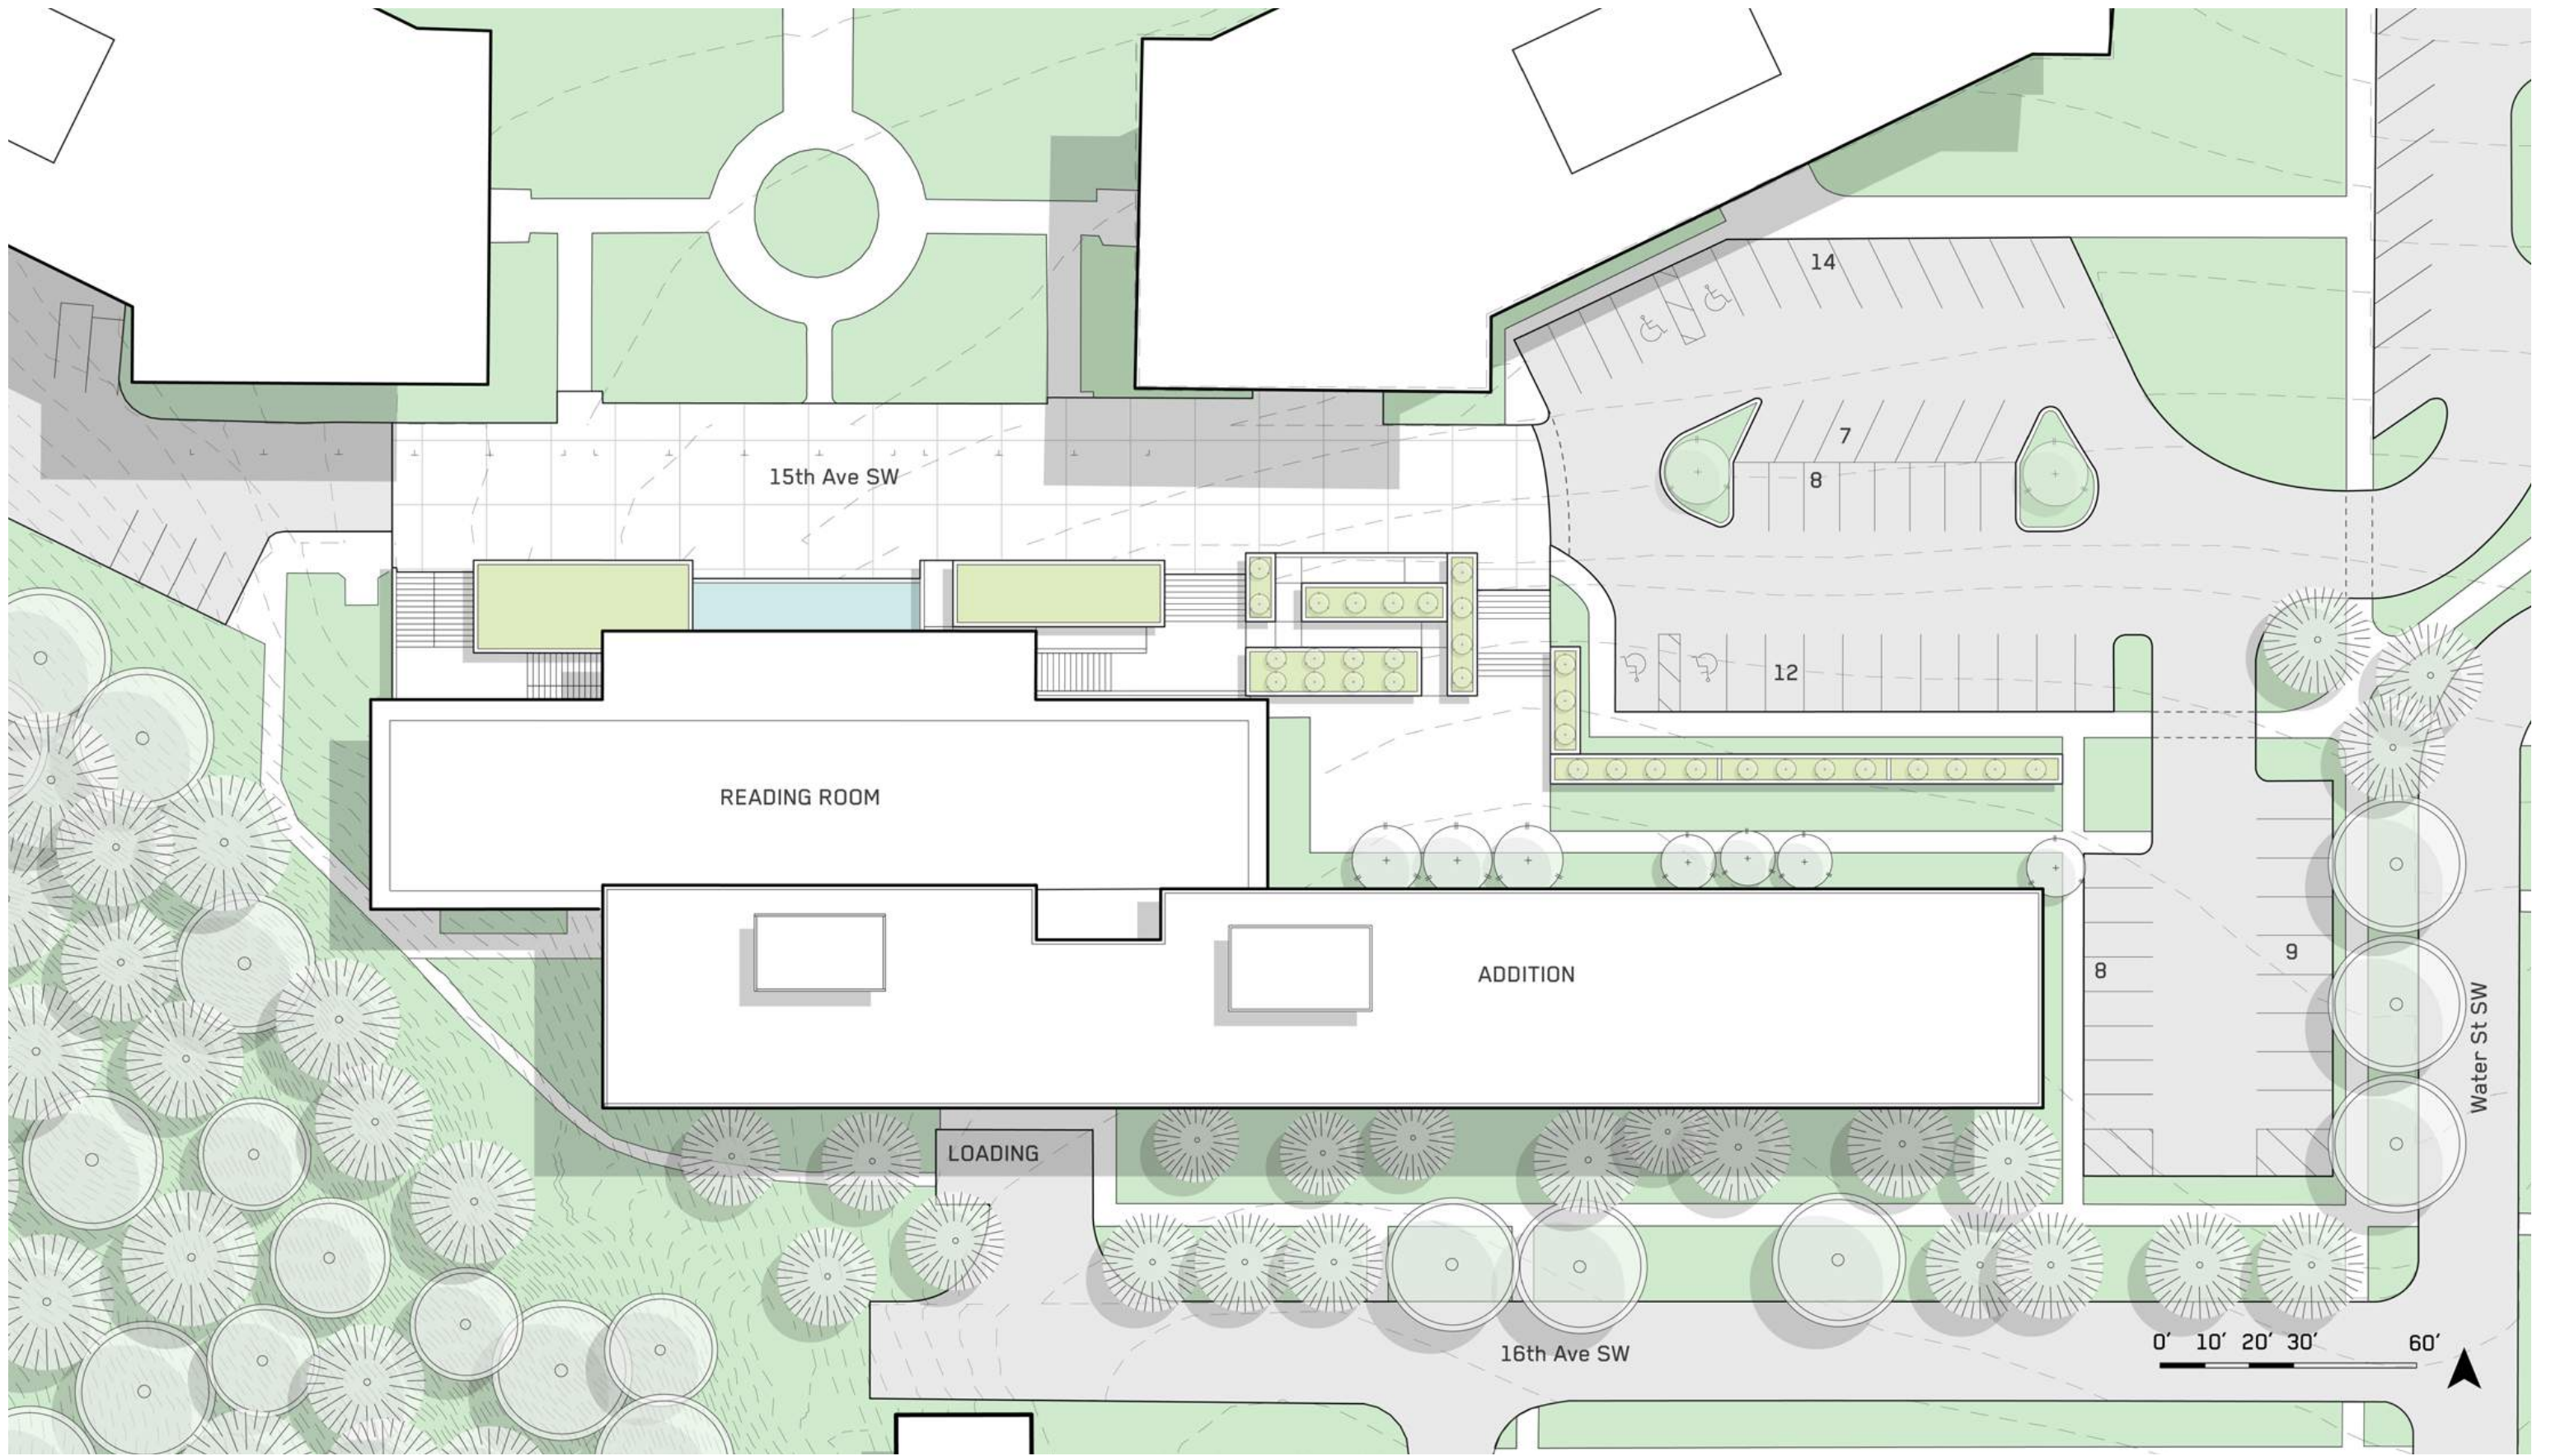 14
7
8
15th Ave SW
12
READING ROOM
ADDITION
8
9
Water St SW
LOADING
16th Ave SW
0' 10' 20' 30' 60'